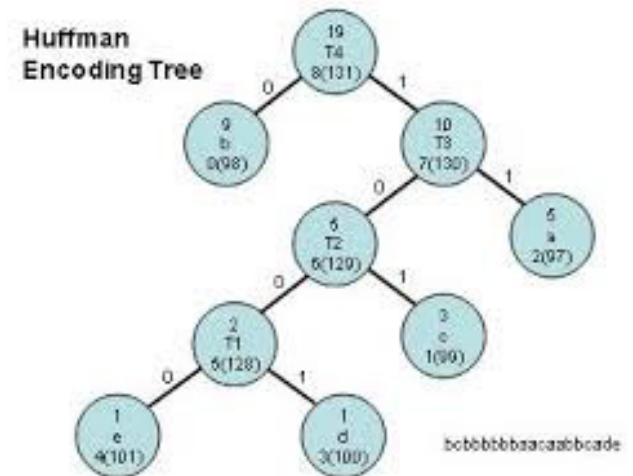 Huffman
Encoding Tree
19
T4
8(131)
0
1
9
b
0(98)
10
T3
7(130)
0
1
5
T2
6(129)
5
a
2(97)
0
1
2
T1
5(128)
3
c
1(99)
0
1
1
e
4(101)
1
d
3(100)
bcbbbbbbaacaabbcade